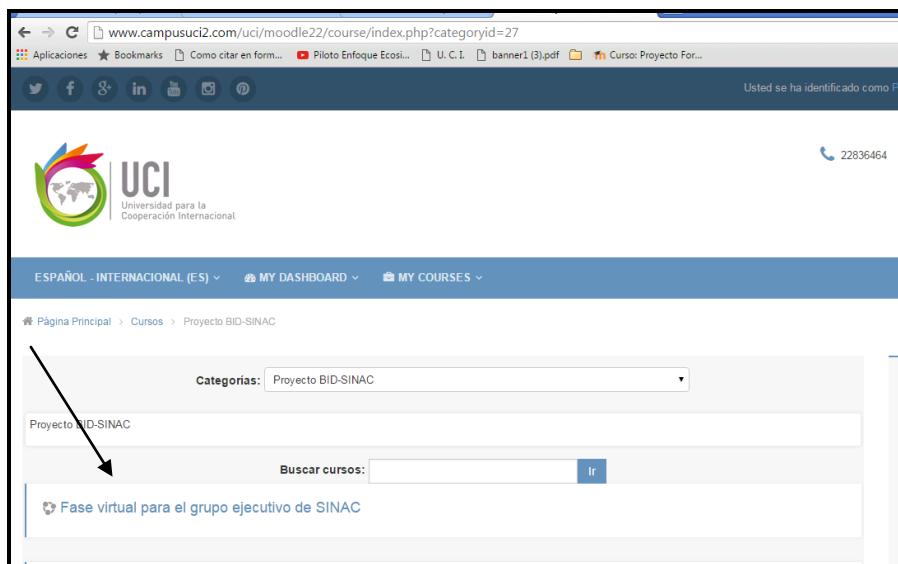 www.campusuci2.com/uci/moodle22/course/index.php?categoryid=27
Aplicaciones Bookmarks Como citar en form... Piloto Enfoque Ecosi... U. C. I. banner1 (3).pdf Curso: Proyecto For...
Usted se ha identificado como
22836464
UCI
Universidad para la
Cooperación Internacional
ESPAÑOL - INTERNACIONAL (ES) MY DASHBOARD MY COURSES
Página Principal > Cursos > Proyecto BID-SINAC
Categorías: Proyecto BID-SINAC
Proyecto BID-SINAC
Buscar cursos: Ir
Fase virtual para el grupo ejecutivo de SINAC